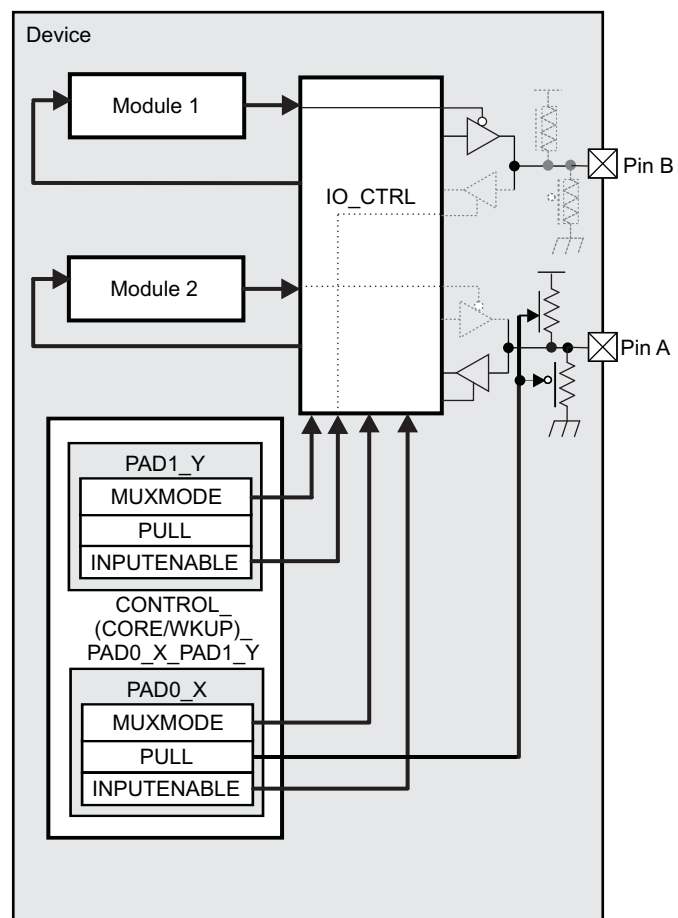 Device
Module 1
IO_CTRL
Pin B
Module 2
Pin A
PAD1_Y
MUXMODE
PULL
INPUTENABLE
CONTROL_
(CORE/WKUP)_
PAD0_X_PAD1_Y
PAD0_X
MUXMODE
PULL
INPUTENABLE